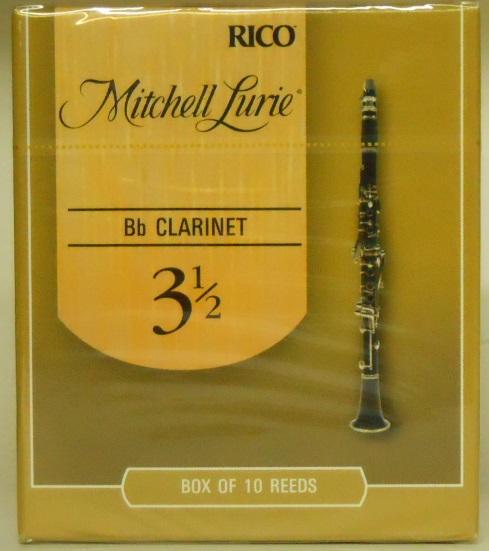 RICO
Mitchell Lurie®
Bb CLARINET
3½
BOX OF 10 REEDS